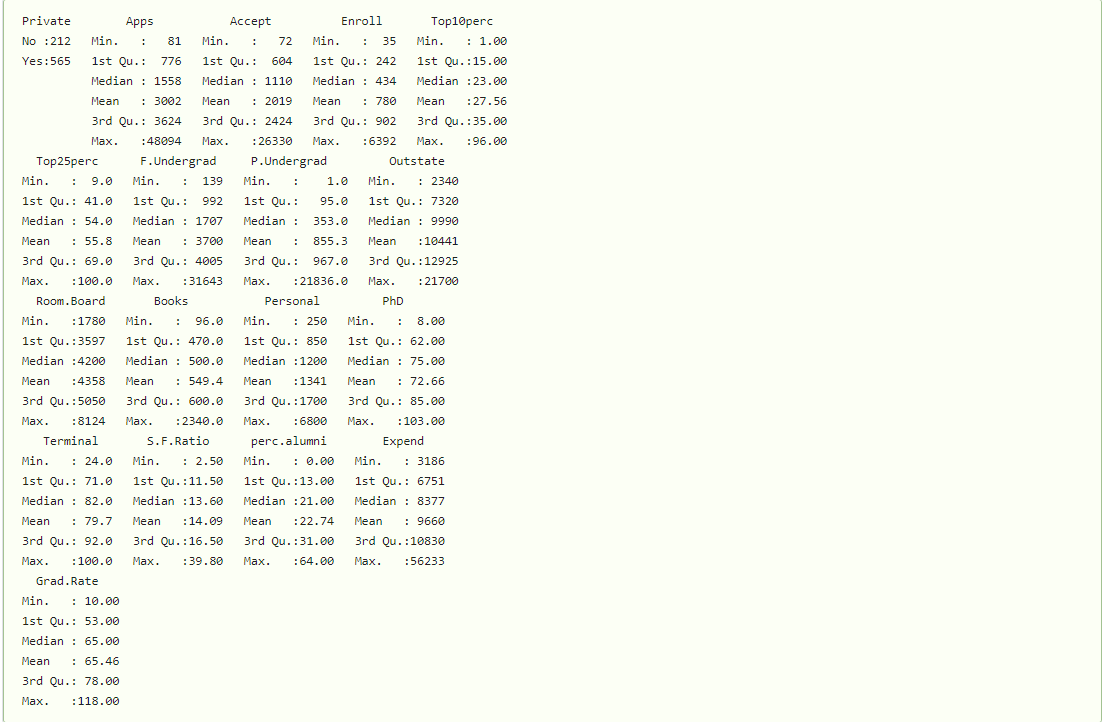 Private        Apps           Accept          Enroll       Top10perc
No :212   Min.   :   81   Min.   :   72   Min.   :  35   Min.   : 1.00
Yes:565   1st Qu.:  776   1st Qu.:  604   1st Qu.: 242   1st Qu.:15.00
          Median : 1558   Median : 1110   Median : 434   Median :23.00
          Mean   : 3002   Mean   : 2019   Mean   : 780   Mean   :27.56
          3rd Qu.: 3624   3rd Qu.: 2424   3rd Qu.: 902   3rd Qu.:35.00
          Max.   :48094   Max.   :26330   Max.   :6392   Max.   :96.00
  Top25perc      F.Undergrad     P.Undergrad         Outstate
Min.   :  9.0   Min.   :  139   Min.   :    1.0   Min.   : 2340
1st Qu.: 41.0   1st Qu.:  992   1st Qu.:   95.0   1st Qu.: 7320
Median : 54.0   Median : 1707   Median :  353.0   Median : 9990
Mean   : 55.8   Mean   : 3700   Mean   :  855.3   Mean   :10441
3rd Qu.: 69.0   3rd Qu.: 4005   3rd Qu.:  967.0   3rd Qu.:12925
Max.   :100.0   Max.   :31643   Max.   :21836.0   Max.   :21700
  Room.Board       Books           Personal         PhD
Min.   :1780   Min.   :  96.0   Min.   : 250   Min.   :  8.00
1st Qu.:3597   1st Qu.: 470.0   1st Qu.: 850   1st Qu.: 62.00
Median :4200   Median : 500.0   Median :1200   Median : 75.00
Mean   :4358   Mean   : 549.4   Mean   :1341   Mean   : 72.66
3rd Qu.:5050   3rd Qu.: 600.0   3rd Qu.:1700   3rd Qu.: 85.00
Max.   :8124   Max.   :2340.0   Max.   :6800   Max.   :103.00
   Terminal       S.F.Ratio      perc.alumni        Expend
Min.   : 24.0   Min.   : 2.50   Min.   : 0.00   Min.   : 3186
1st Qu.: 71.0   1st Qu.:11.50   1st Qu.:13.00   1st Qu.: 6751
Median : 82.0   Median :13.60   Median :21.00   Median : 8377
Mean   : 79.7   Mean   :14.09   Mean   :22.74   Mean   : 9660
3rd Qu.: 92.0   3rd Qu.:16.50   3rd Qu.:31.00   3rd Qu.:10830
Max.   :100.0   Max.   :39.80   Max.   :64.00   Max.   :56233
  Grad.Rate
Min.   : 10.00
1st Qu.: 53.00
Median : 65.00
Mean   : 65.46
3rd Qu.: 78.00
Max.   :118.00